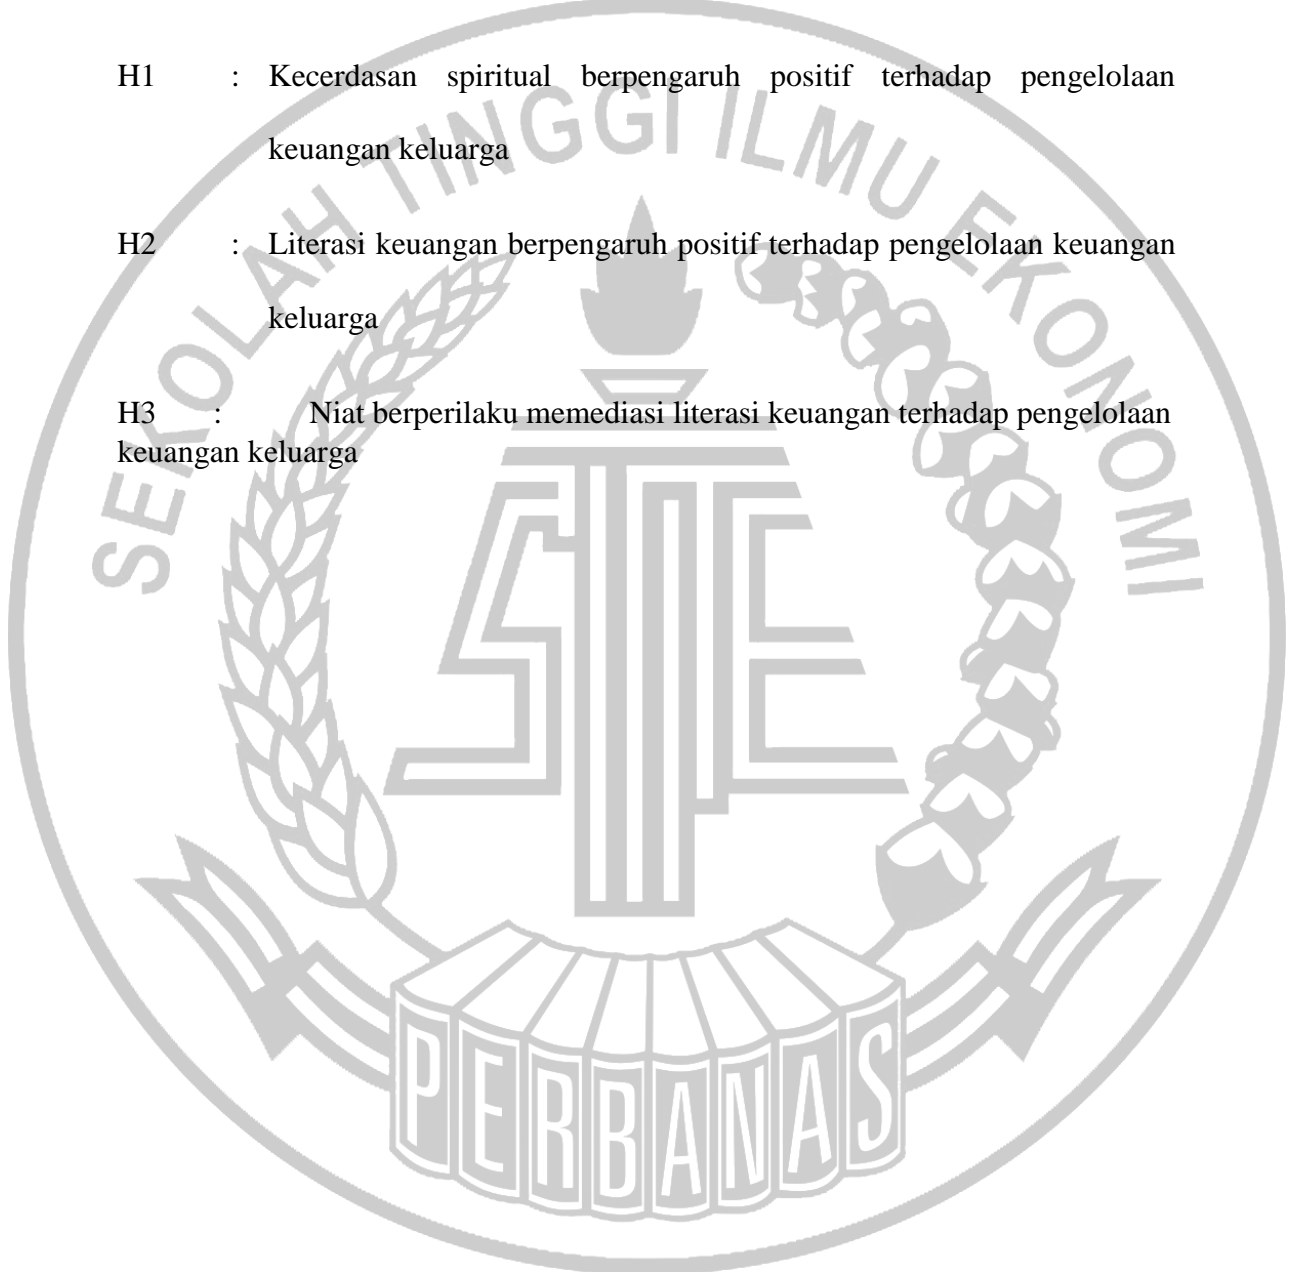 H1 : Kecerdasan spiritual berpengaruh positif terhadap pengelolaan
keuangan keluarga
H2 : Literasi keuangan berpengaruh positif terhadap pengelolaan keuangan
keluarga
H3 : Niat berperilaku memediasi literasi keuangan terhadap pengelolaan
keuangan keluarga
SEKOLAH TINGGI ILMU EKONOMI
STIE
PERBANAS